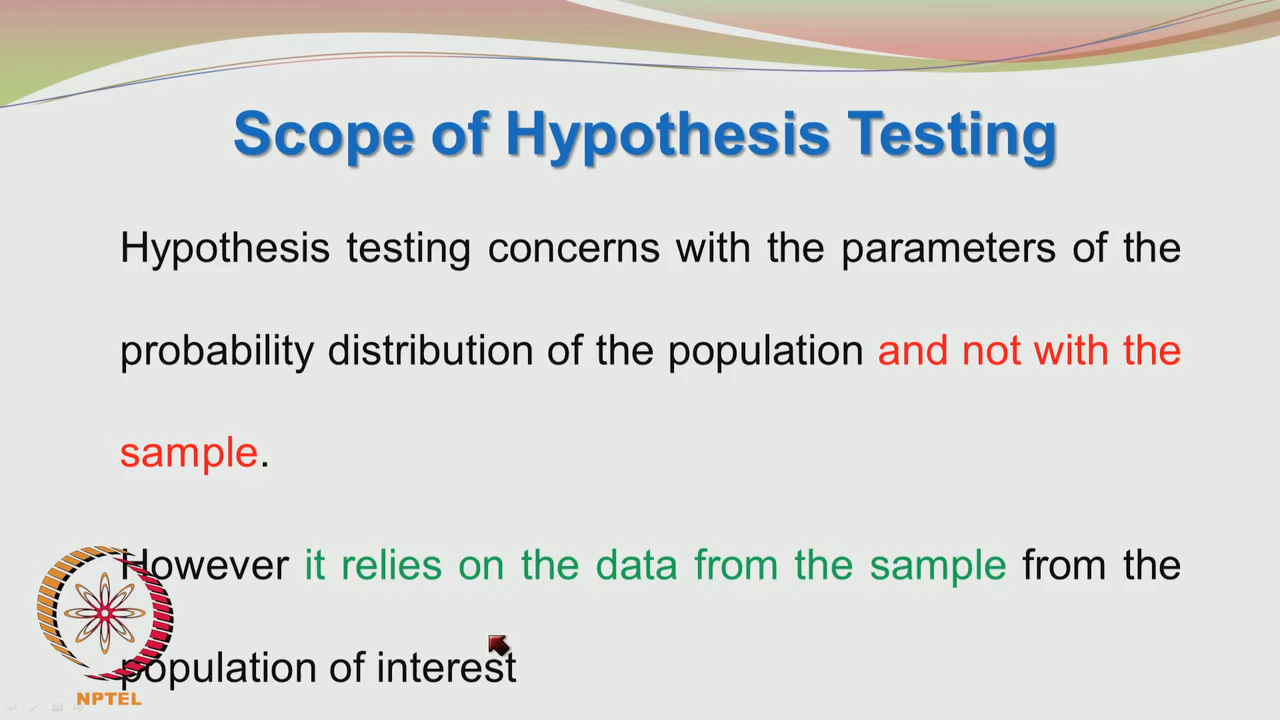 Scope of Hypothesis Testing
Hypothesis testing concerns with the parameters of the
probability distribution of the population and not with the
sample.
However it relies on the data from the sample from the
population of interest
NPTEL